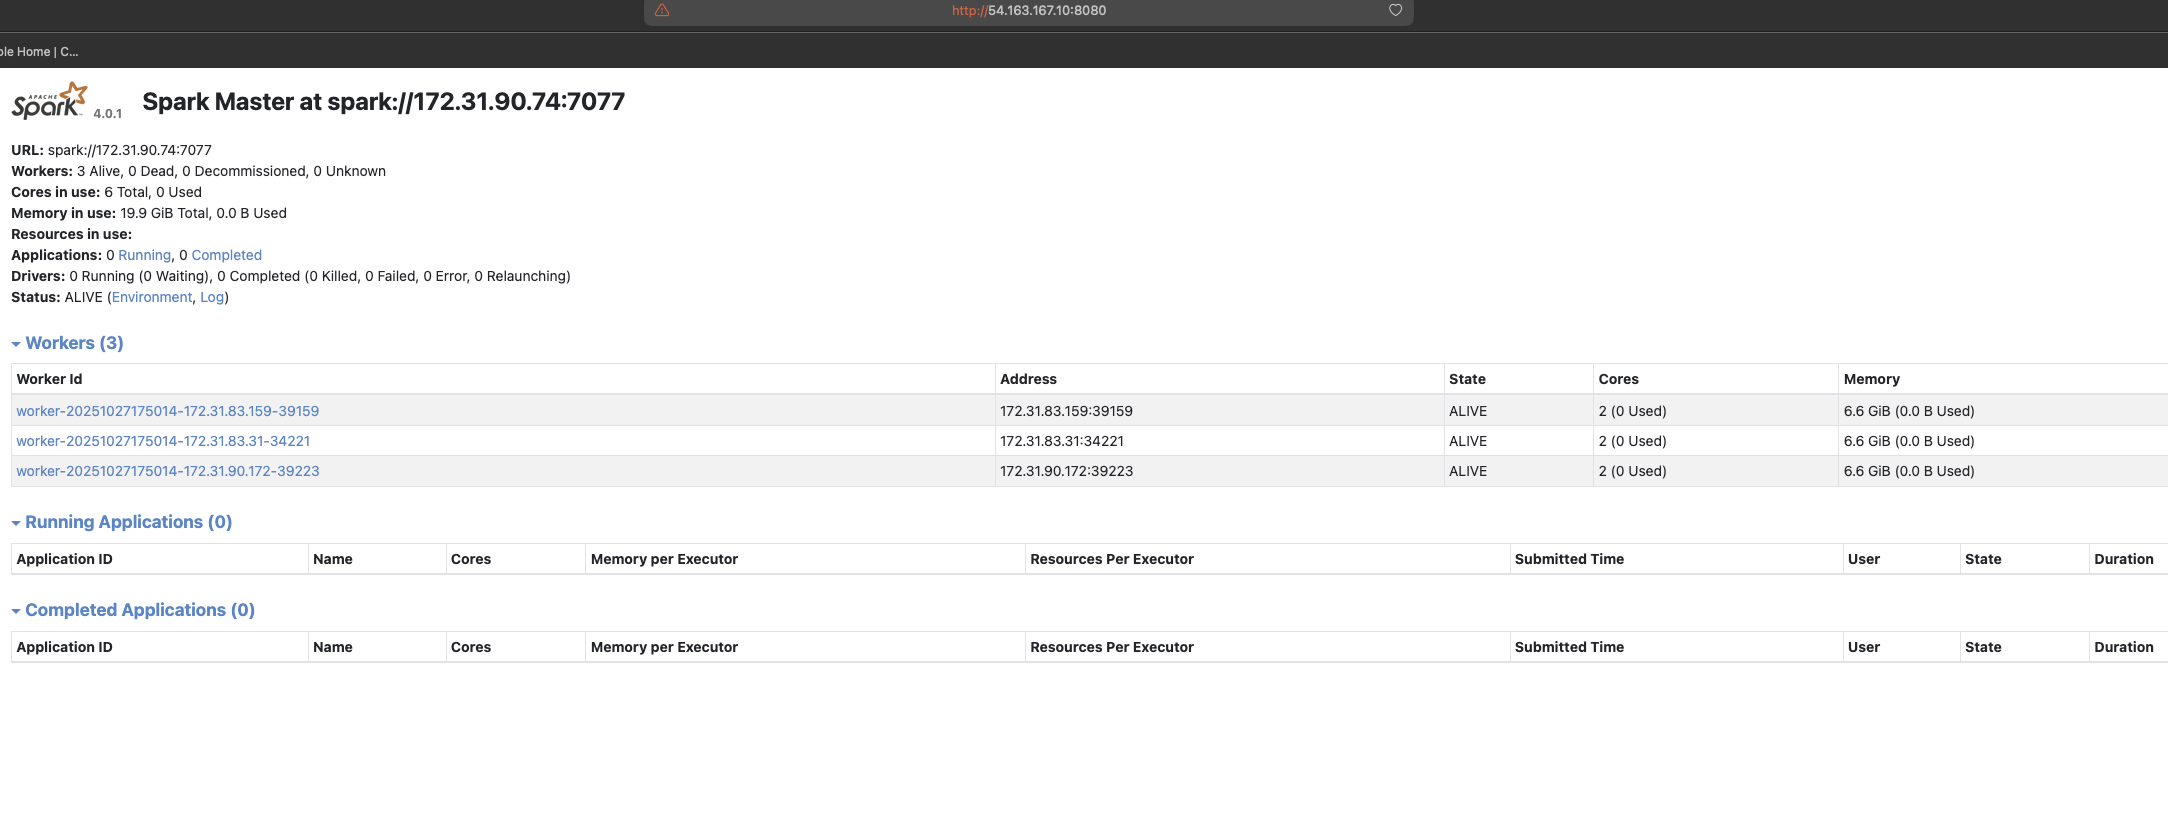 http://54.163.167.10:8080
ble Home | C...
APACHE
Spark 4.0.1 Spark Master at spark://172.31.90.74:7077
URL: spark://172.31.90.74:7077
Workers: 3 Alive, 0 Dead, 0 Decommissioned, 0 Unknown
Cores in use: 6 Total, 0 Used
Memory in use: 19.9 GiB Total, 0.0 B Used
Resources in use:
Applications: 0 Running, 0 Completed
Drivers: 0 Running (0 Waiting), 0 Completed (0 Killed, 0 Failed, 0 Error, 0 Relaunching)
Status: ALIVE (Environment, Log)
Workers (3)
Worker Id Address State Cores Memory
worker-20251027175014-172.31.83.159-39159 172.31.83.159:39159 ALIVE 2 (0 Used) 6.6 GiB (0.0 B Used)
worker-20251027175014-172.31.83.31-34221 172.31.83.31:34221 ALIVE 2 (0 Used) 6.6 GiB (0.0 B Used)
worker-20251027175014-172.31.90.172-39223 172.31.90.172:39223 ALIVE 2 (0 Used) 6.6 GiB (0.0 B Used)
Running Applications (0)
Application ID Name Cores Memory per Executor Resources Per Executor Submitted Time User State Duration
Completed Applications (0)
Application ID Name Cores Memory per Executor Resources Per Executor Submitted Time User State Duration